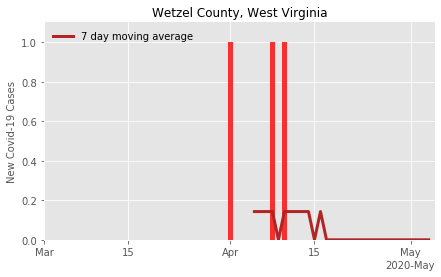 Wetzel County, West Virginia
7 day moving average
New Covid-19 Cases
1.0
0.8
0.6
0.4
0.2
0.0
Mar
15
Apr
15
May
2020-May